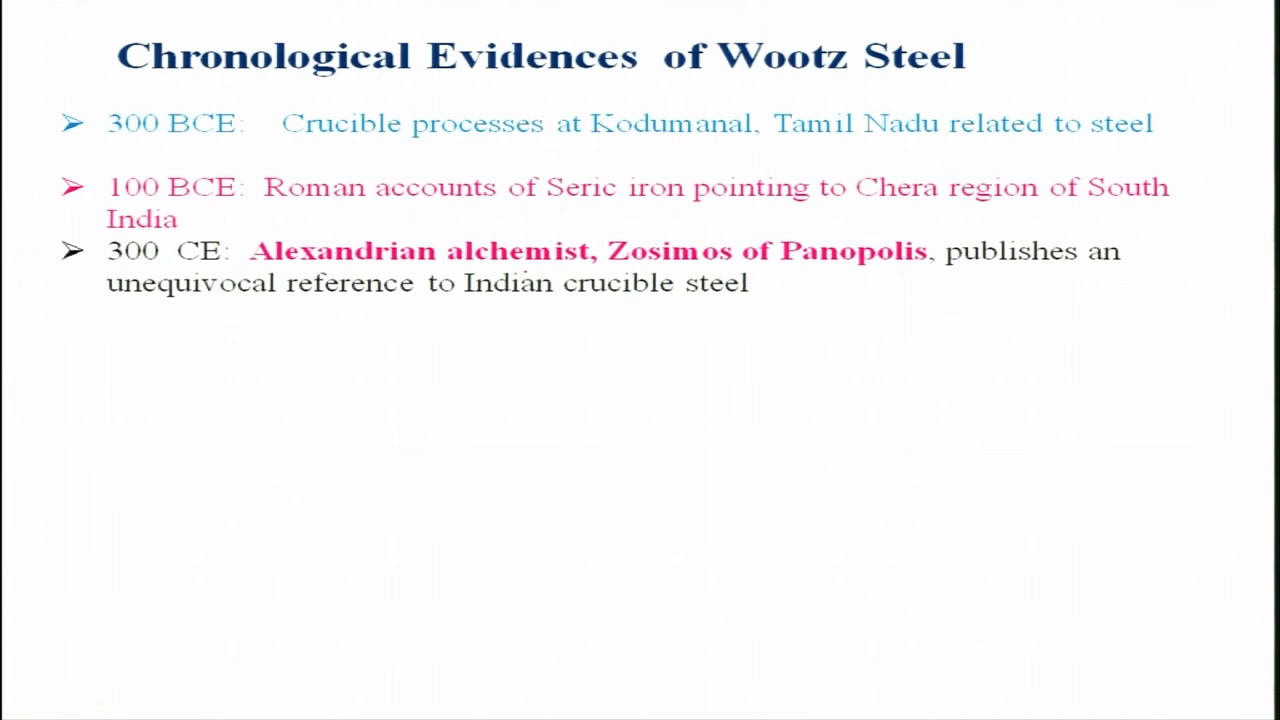 Chronological Evidences of Wootz Steel
➢ 300 BCE: Crucible processes at Kodumanal, Tamil Nadu related to steel
➢ 100 BCE: Roman accounts of Seric iron pointing to Chera region of South
India
➢ 300 CE: Alexandrian alchemist, Zosimos of Panopolis, publishes an
unequivocal reference to Indian crucible steel